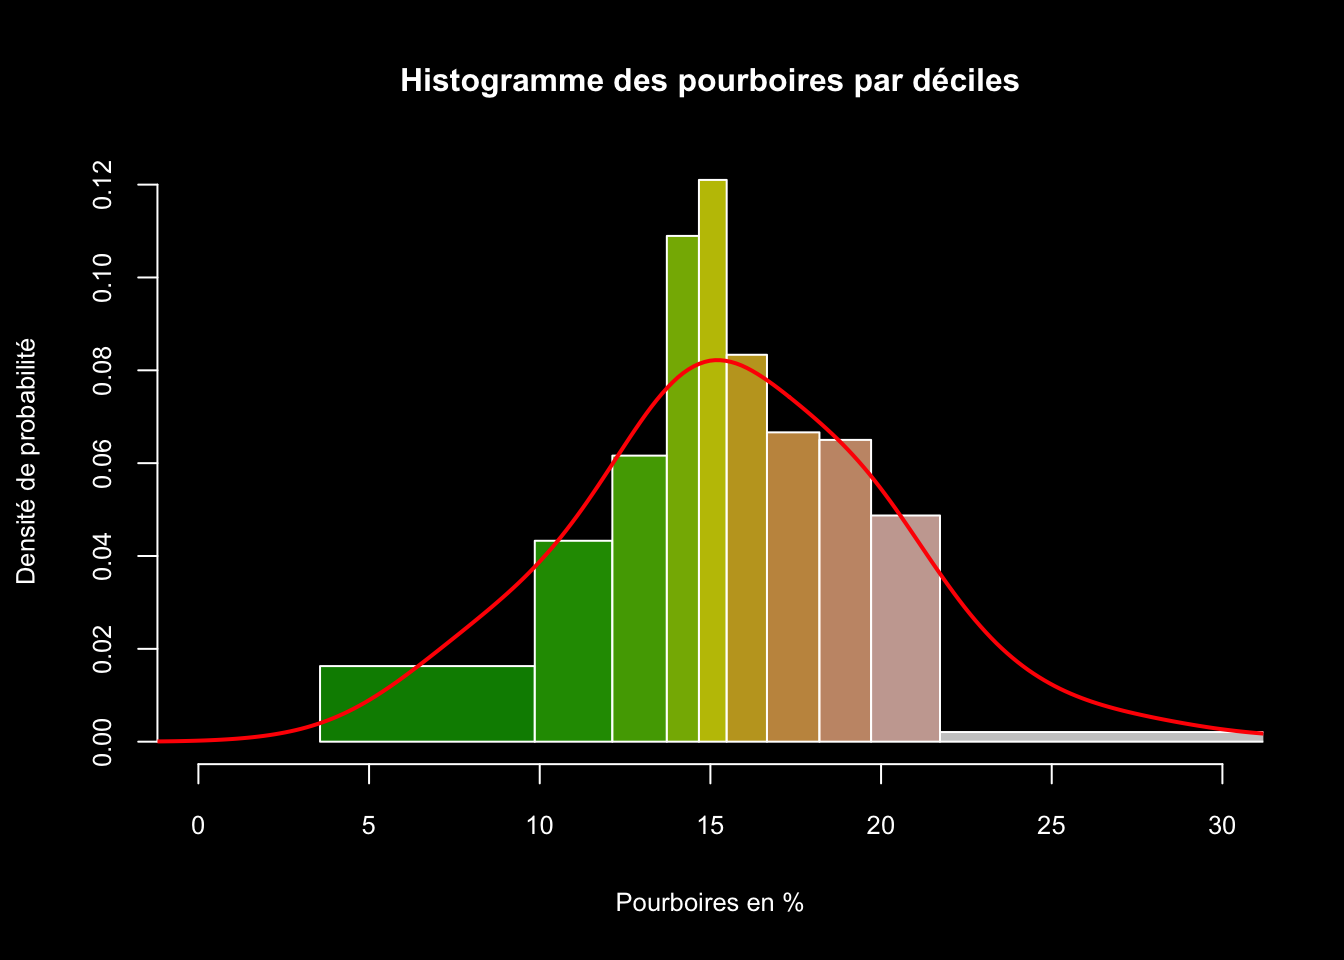 Histogramme des pourboires par déciles
Densité de probabilité
0.12
0.10
0.08
0.06
0.04
0.02
0.00
0 5 10 15 20 25 30
Pourboires en %